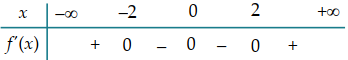 x −∞ −2 0 2 +∞
f′(x) + 0 − 0 − 0 +